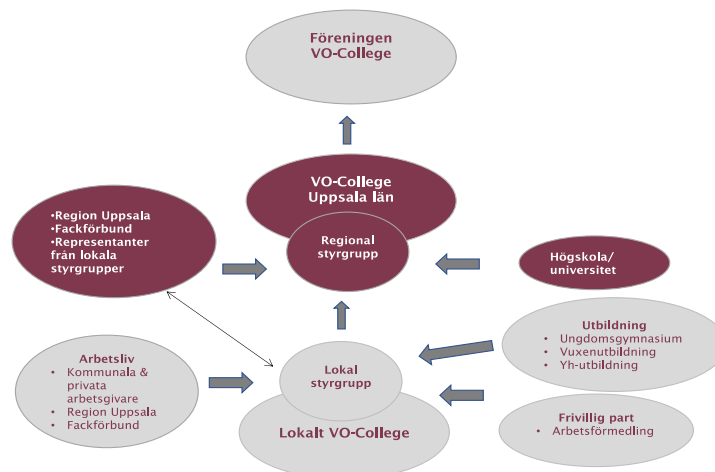 Föreningen
VO-College
VO-College
Uppsala län
Regional
styrgrupp
•Region Uppsala
•Fackförbund
•Representanter
från lokala
styrgrupper
Högskola/
universitet
Utbildning
• Ungdomsgymnasium
• Vuxenutbildning
• Yh-utbildning
Arbetsliv
• Kommunala &
privata
arbetsgivare
• Region Uppsala
• Fackförbund
Lokal
styrgrupp
Lokalt VO-College
Frivillig part
• Arbetsförmedling